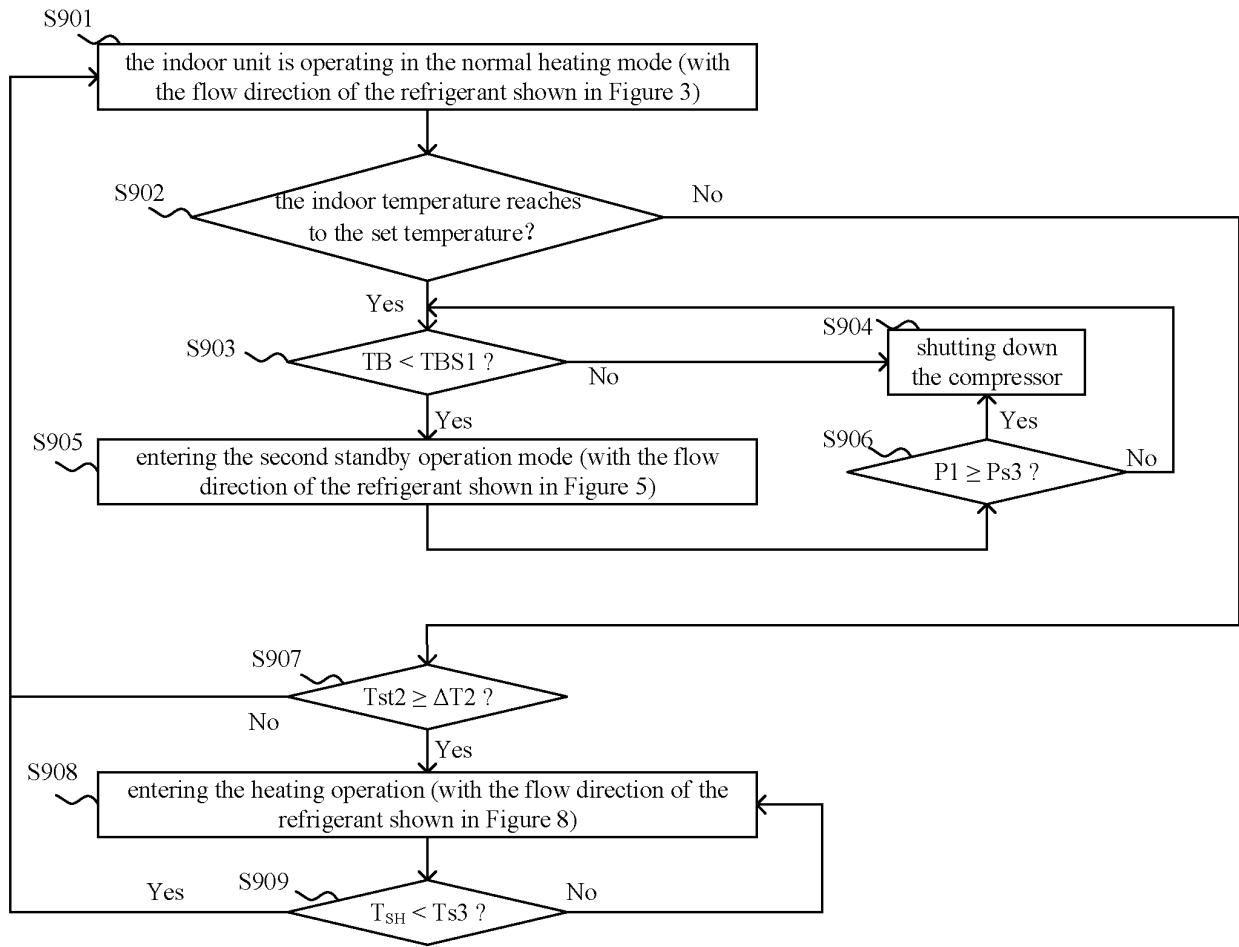 S901
the indoor unit is operating in the normal heating mode (with
the flow direction of the refrigerant shown in Figure 3)
S902
the indoor temperature reaches
to the set temperature?
No
Yes
S903
TB < TBS1 ?
No
S904
shutting down
the compressor
Yes
Yes
S905
entering the second standby operation mode (with the flow
direction of the refrigerant shown in Figure 5)
S906
P1 ≥ Ps3 ?
No
S907
Tst2 ≥ ΔT2 ?
No
Yes
S908
entering the heating operation (with the flow direction of the
refrigerant shown in Figure 8)
S909
Yes
TSH < Ts3 ?
No